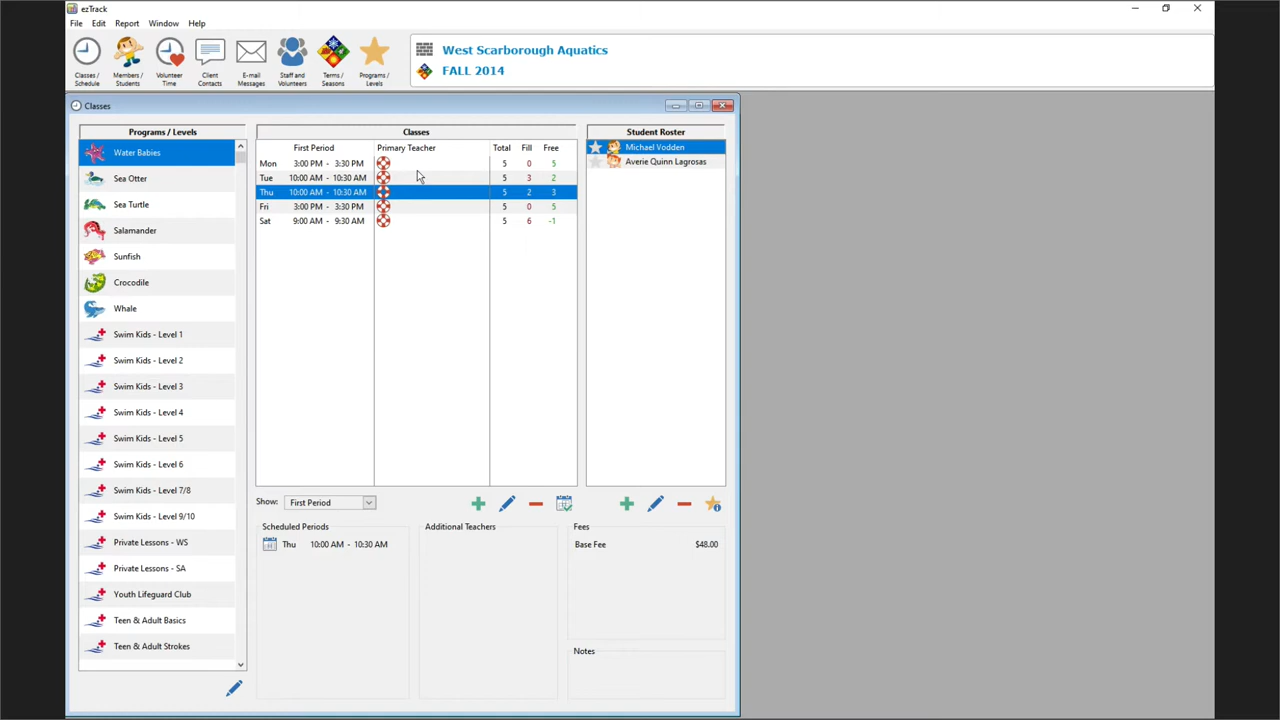 ezTrack
File Edit Report Window Help
Classes / Schedule
Members / Students
Volunteer Time
Client Contacts
E-mail Messages
Staff and Volunteers
Terms / Seasons
Programs / Levels
West Scarborough Aquatics
FALL 2014
Classes
Programs / Levels
Water Babies
Sea Otter
Sea Turtle
Salamander
Sunfish
Crocodile
Whale
Swim Kids - Level 1
Swim Kids - Level 2
Swim Kids - Level 3
Swim Kids - Level 4
Swim Kids - Level 5
Swim Kids - Level 6
Swim Kids - Level 7/8
Swim Kids - Level 9/10
Private Lessons - WS
Private Lessons - SA
Youth Lifeguard Club
Teen & Adult Basics
Teen & Adult Strokes
Classes
First Period Primary Teacher Total Fill Free
Mon 3:00 PM - 3:30 PM 5 0 5
Tue 10:00 AM - 10:30 AM 5 3 2
Thu 10:00 AM - 10:30 AM 5 2 3
Fri 3:00 PM - 3:30 PM 5 0 5
Sat 9:00 AM - 9:30 AM 5 6 -1
Student Roster
Michael Vodden
Averie Quinn Lagrosas
Show: First Period
Scheduled Periods
Thu 10:00 AM - 10:30 AM
Additional Teachers
Fees
Base Fee $48.00
Notes